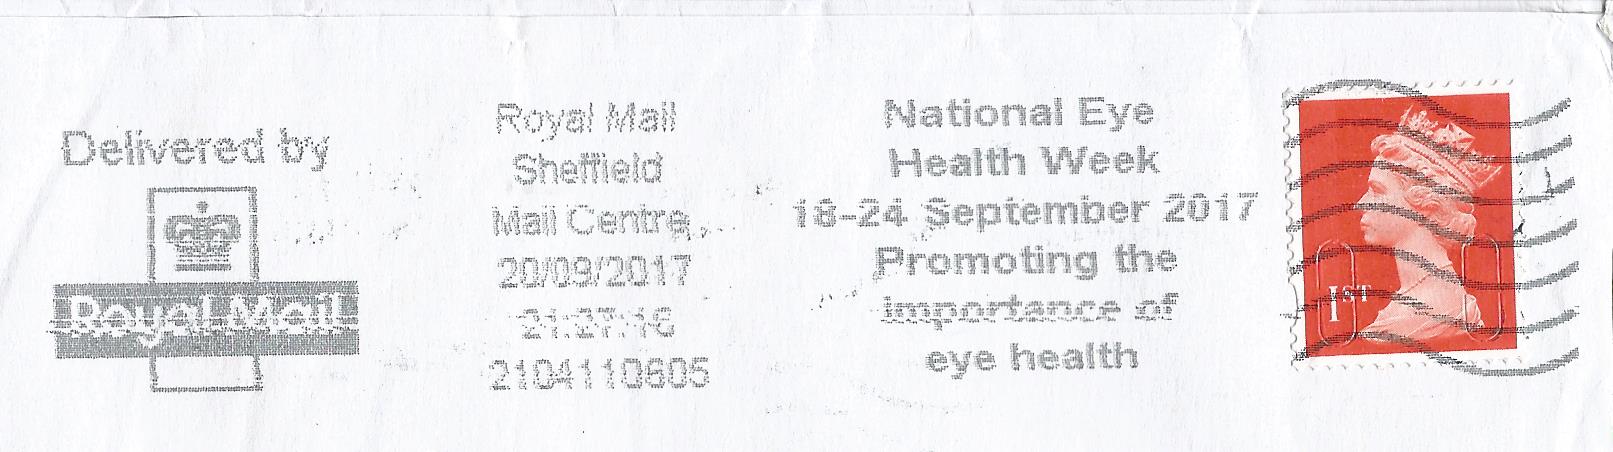 Delivered by
Royal Mail
Royal Mail
Sheffield
Mail Centre
20/09/2017
21:27:16
2104110605
National Eye
Health Week
18-24 September 2017
Promoting the
importance of
eye health
1ST